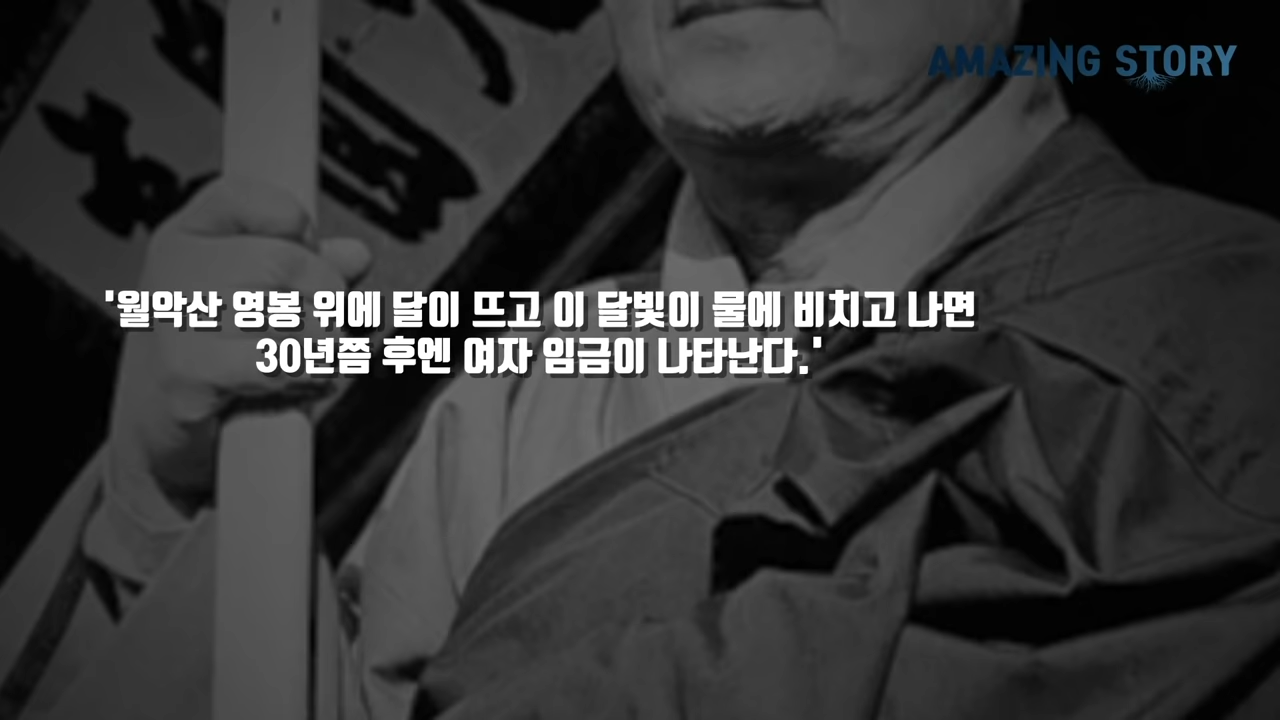 AMAZING STORY
'월악산 영봉 위에 달이 뜨고 이 달빛이 물에 비치고 나면
30년쯤 후엔 여자 임금이 나타난다.'